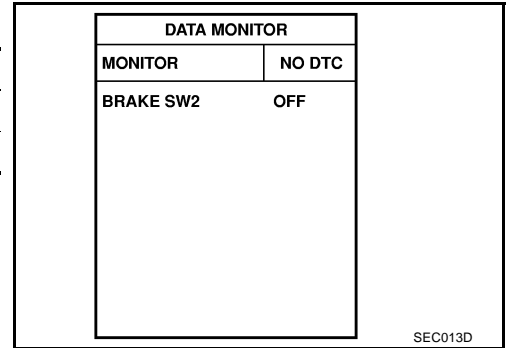 DATA MONITOR
MONITOR NO DTC
BRAKE SW2 OFF
SEC013D